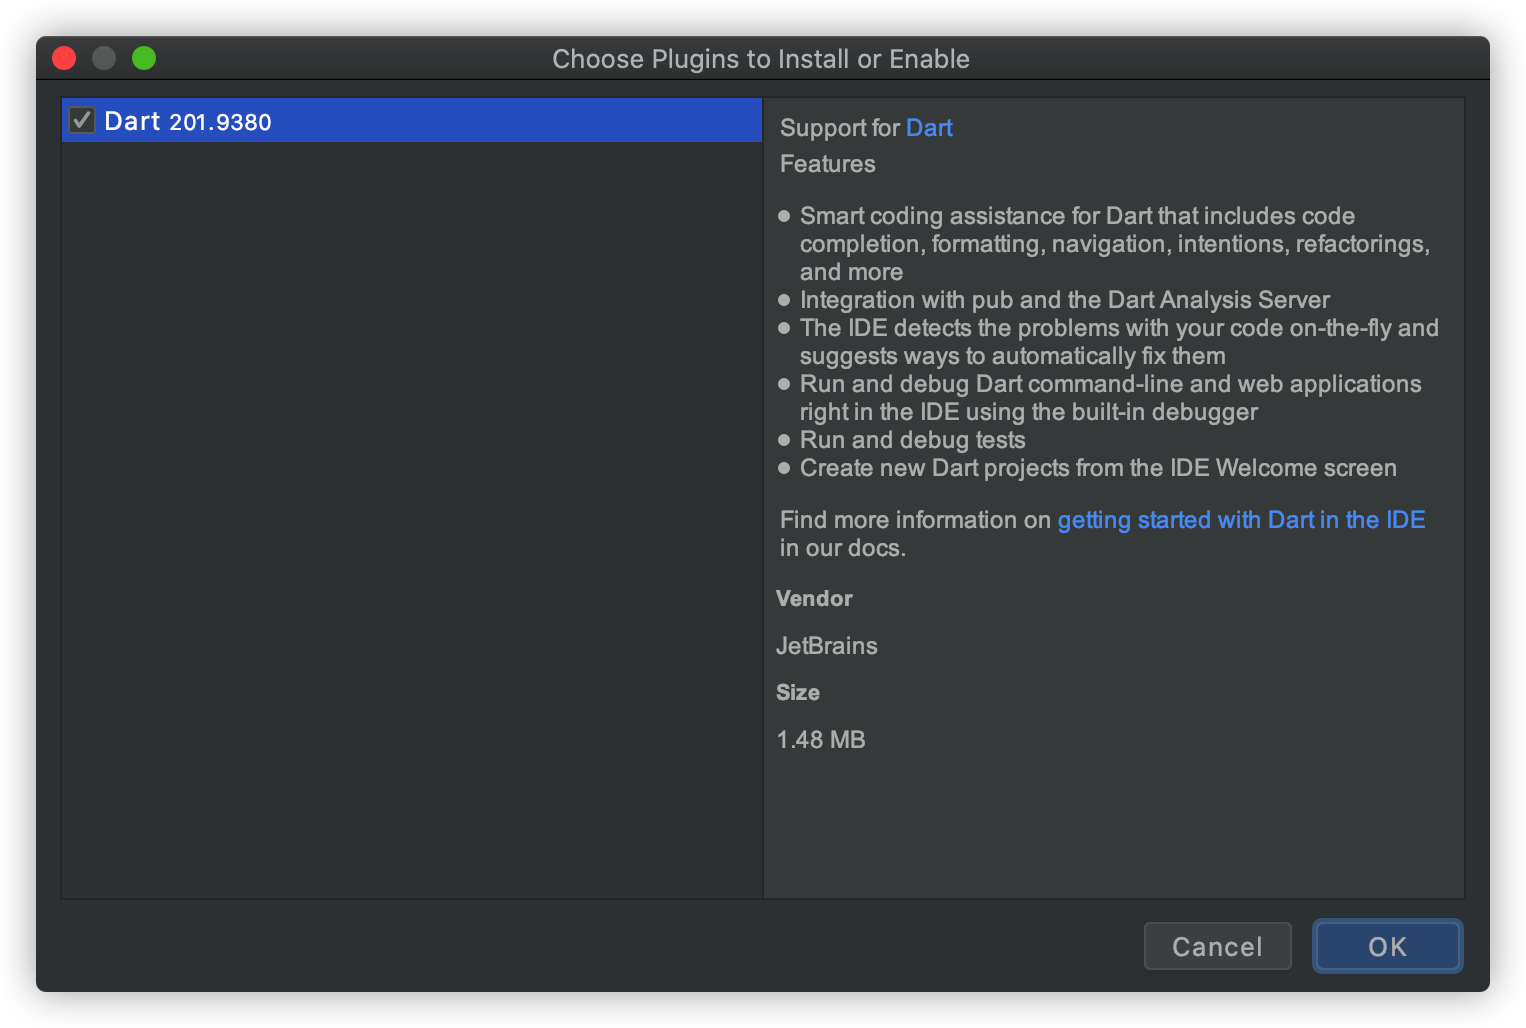 Choose Plugins to Install or Enable
Dart 201.9380
Support for Dart
Features
Smart coding assistance for Dart that includes code
completion, formatting, navigation, intentions, refactorings,
and more
Integration with pub and the Dart Analysis Server
The IDE detects the problems with your code on-the-fly and
suggests ways to automatically fix them
Run and debug Dart command-line and web applications
right in the IDE using the built-in debugger
Run and debug tests
Create new Dart projects from the IDE Welcome screen
Find more information on getting started with Dart in the IDE
in our docs.
Vendor
JetBrains
Size
1.48 MB
Cancel
OK